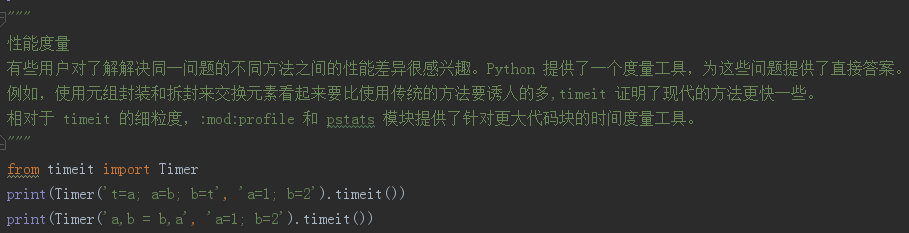 """
性能度量
有些用户对了解解决同一问题的不同方法之间的性能差异很感兴趣。Python 提供了一个度量工具，为这些问题提供了直接答案。
例如，使用元组封装和拆封来交换元素看起来要比使用传统的方法要诱人的多,timeit 证明了现代的方法更快一些。
相对于 timeit 的细粒度，:mod:profile 和 pstats 模块提供了针对更大代码块的时间度量工具。
"""
from timeit import Timer
print(Timer('t=a; a=b; b=t', 'a=1; b=2').timeit())
print(Timer('a,b = b,a', 'a=1; b=2').timeit())